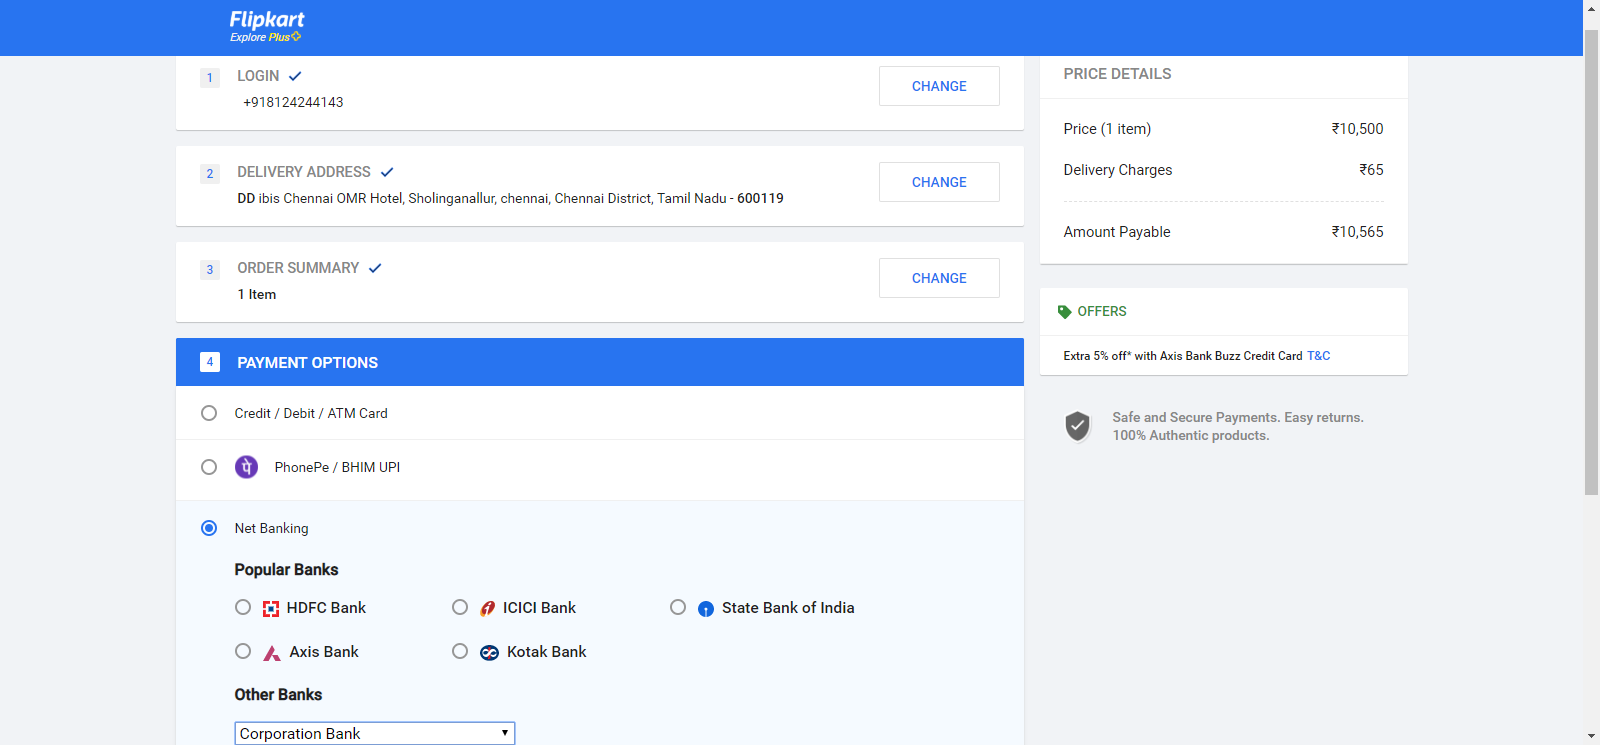 Flipkart
Explore Plus
1 LOGIN
+918124244143
CHANGE
2 DELIVERY ADDRESS
DD ibis Chennai OMR Hotel, Sholinganallur, chennai, Chennai District, Tamil Nadu - 600119
CHANGE
3 ORDER SUMMARY
1 Item
CHANGE
4 PAYMENT OPTIONS
Credit / Debit / ATM Card
पे PhonePe / BHIM UPI
Net Banking
Popular Banks
HDFC Bank ICICI Bank State Bank of India
Axis Bank Kotak Bank
Other Banks
Corporation Bank
PRICE DETAILS
Price (1 item) ₹10,500
Delivery Charges ₹65
Amount Payable ₹10,565
OFFERS
Extra 5% off* with Axis Bank Buzz Credit Card T&C
Safe and Secure Payments. Easy returns.
100% Authentic products.